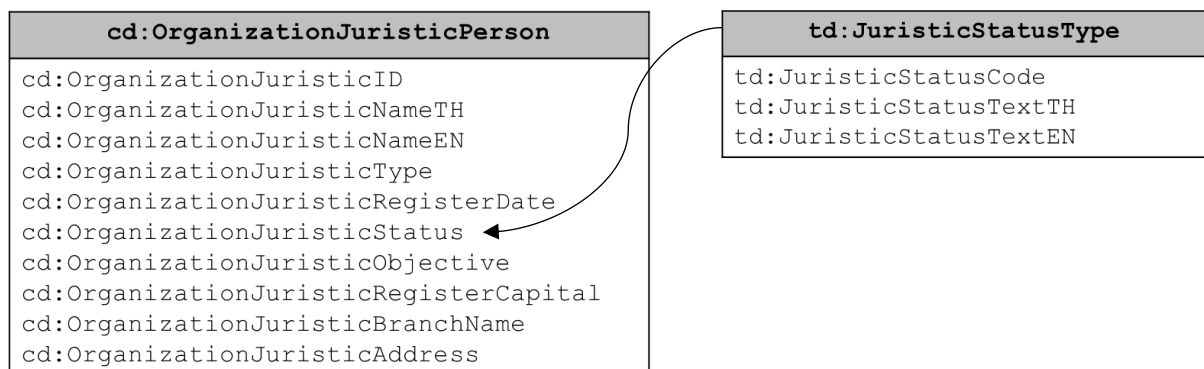 cd:OrganizationJuristicPerson
cd:OrganizationJuristicID
cd:OrganizationJuristicNameTH
cd:OrganizationJuristicNameEN
cd:OrganizationJuristicType
cd:OrganizationJuristicRegisterDate
cd:OrganizationJuristicStatus
cd:OrganizationJuristicObjective
cd:OrganizationJuristicRegisterCapital
cd:OrganizationJuristicBranchName
cd:OrganizationJuristicAddress
td:JuristicStatusType
td:JuristicStatusCode
td:JuristicStatusTextTH
td:JuristicStatusTextEN